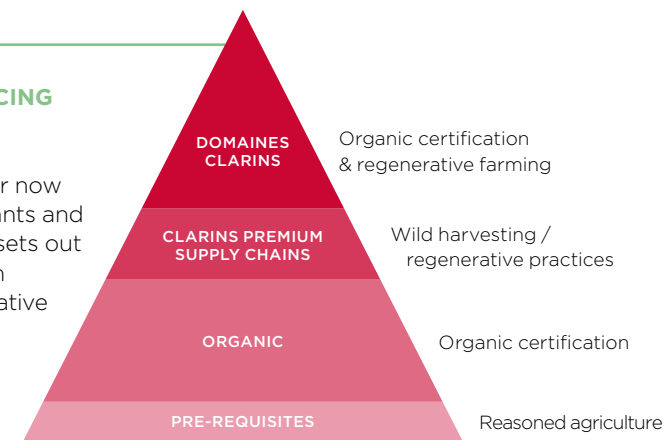 CING
r now
ants and
sets out
n
ative
DOMAINES
CLARINS
Organic certification
& regenerative farming
CLARINS PREMIUM
SUPPLY CHAINS
Wild harvesting /
regenerative practices
ORGANIC
Organic certification
PRE-REQUISITES
Reasoned agriculture